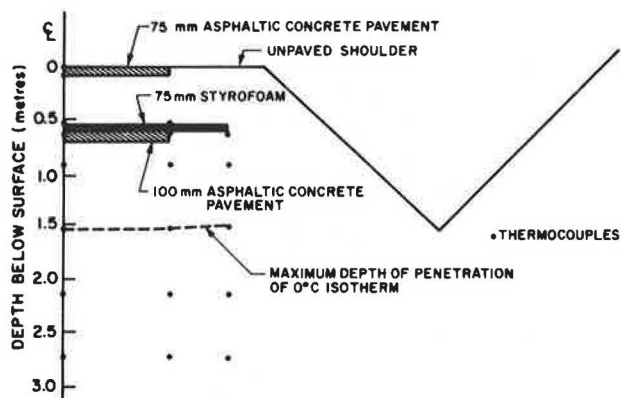 ℄
75 mm ASPHALTIC CONCRETE PAVEMENT
UNPAVED SHOULDER
0
75 mm STYROFOAM
0.5
1.0
100 mm ASPHALTIC CONCRETE
PAVEMENT
1.5
• THERMOCOUPLES
2.0
MAXIMUM DEPTH OF PENETRATION
OF 0°C ISOTHERM
2.5
3.0
DEPTH BELOW SURFACE (metres)